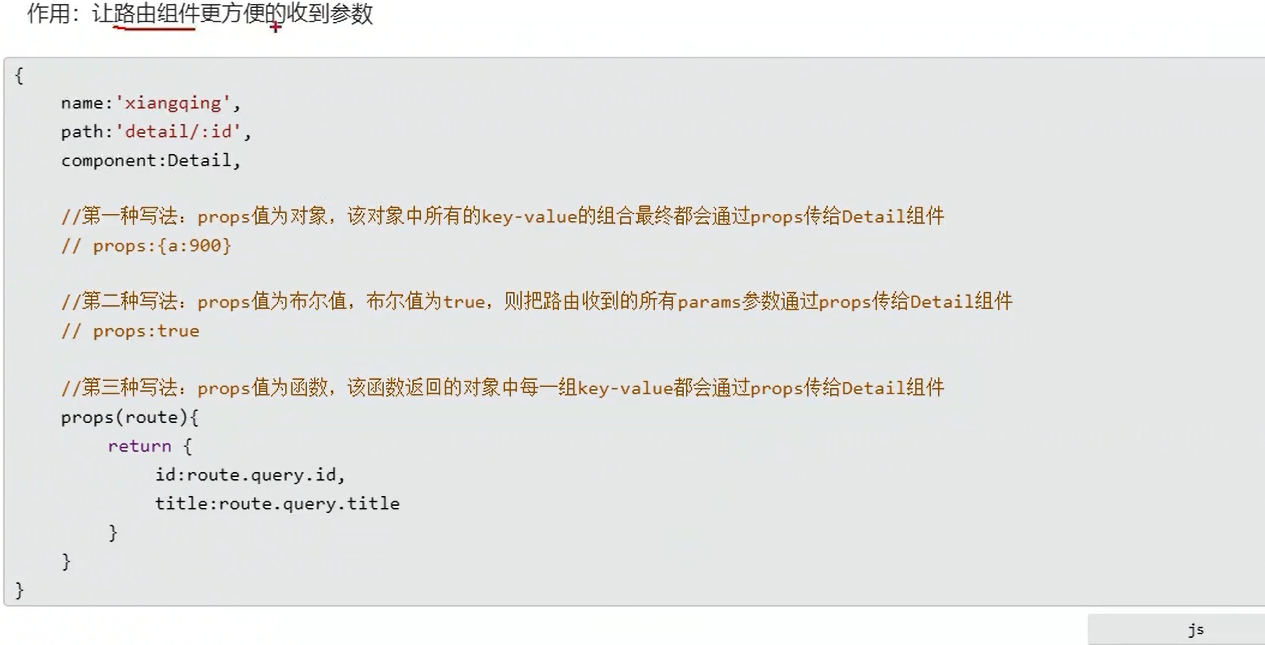 作用：让路由组件更方便的收到参数
{
name:'xiangqing',
path:'detail/:id',
component:Detail,
//第一种写法：props值为对象，该对象中所有的key-value的组合最终都会通过props传给Detail组件
// props:{a:900}
//第二种写法：props值为布尔值，布尔值为true，则把路由收到的所有params参数通过props传给Detail组件
// props:true
//第三种写法：props值为函数，该函数返回的对象中每一组key-value都会通过props传给Detail组件
props(route){
return {
id:route.query.id,
title:route.query.title
}
}
}
js